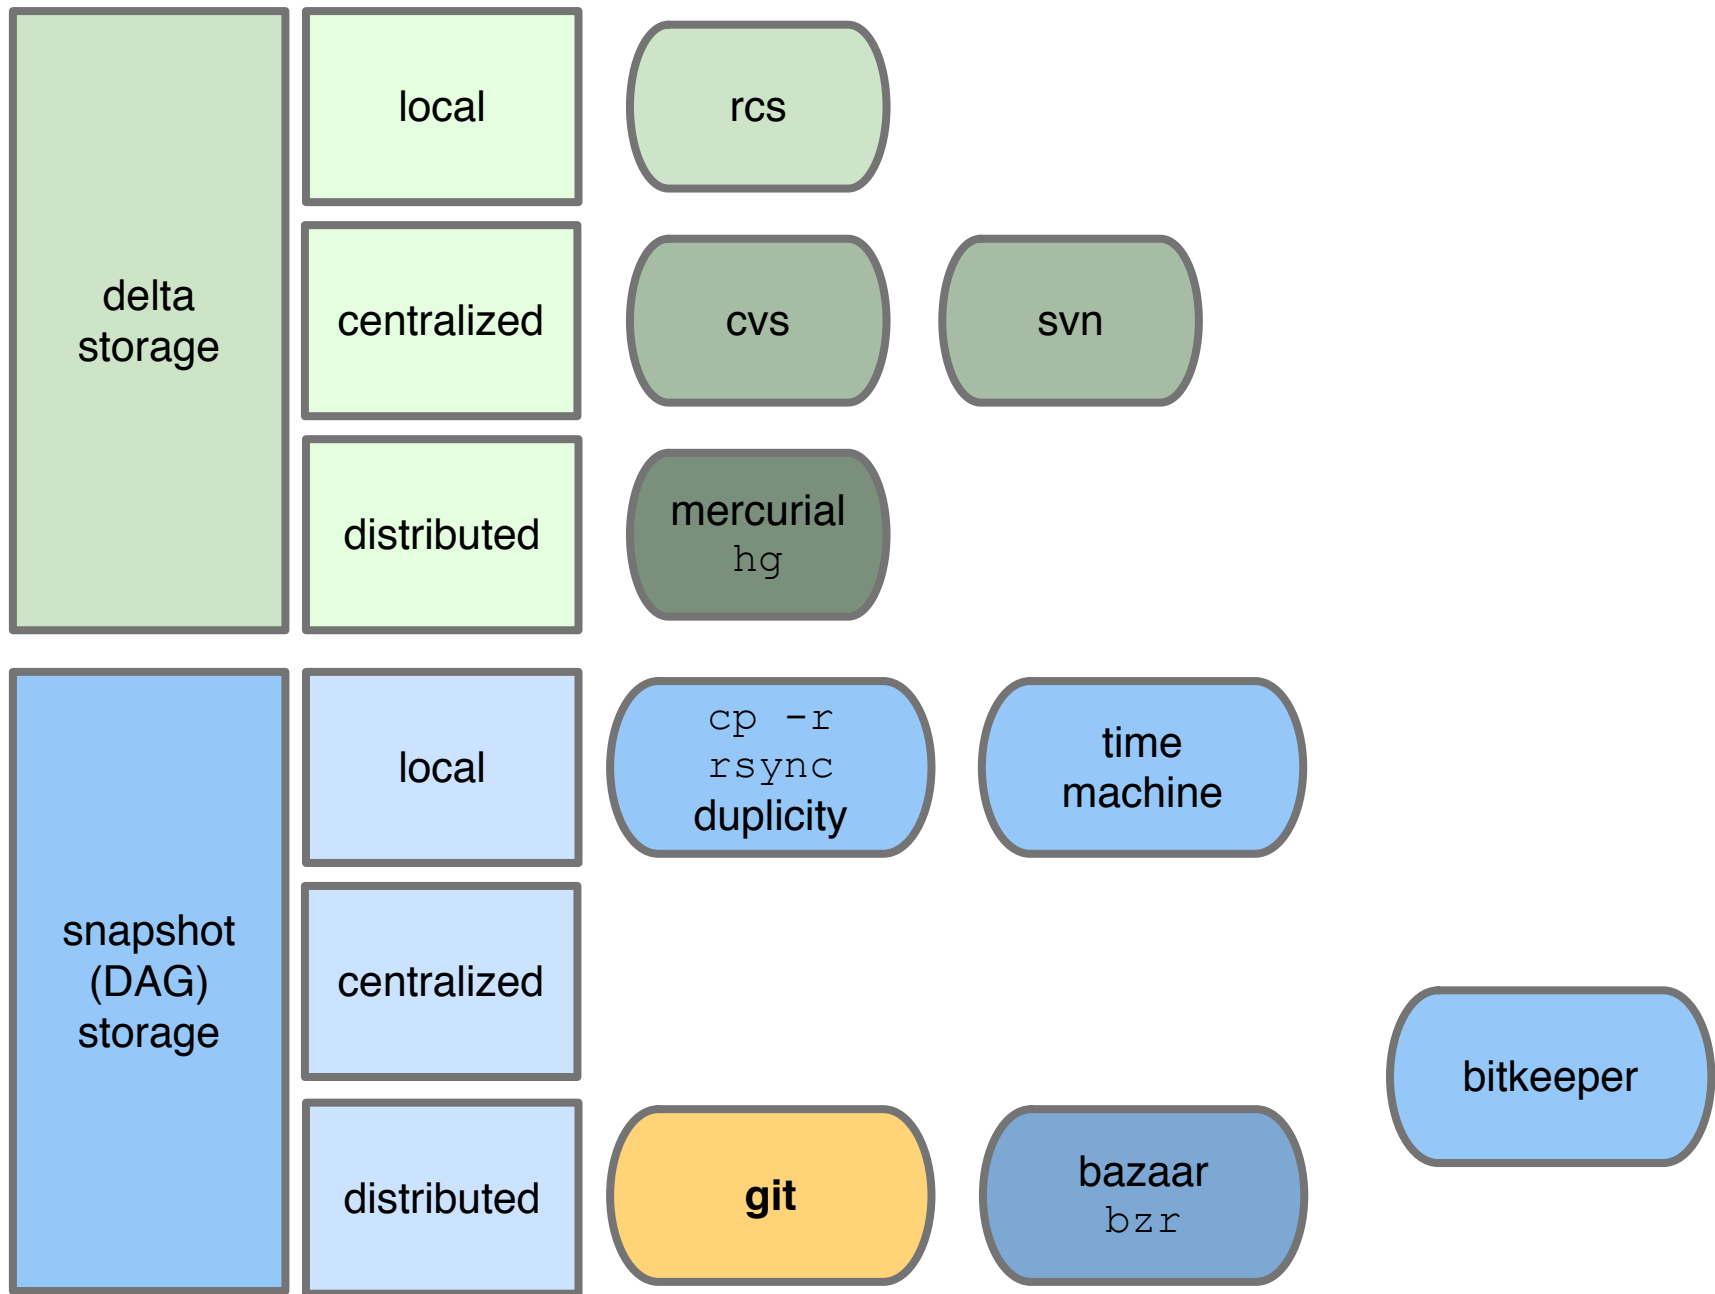 delta
storage
local
rcs
centralized
cvs
svn
distributed
mercurial
hg
snapshot
(DAG)
storage
local
cp -r
rsync
duplicity
time
machine
centralized
bitkeeper
distributed
git
bazaar
bzr